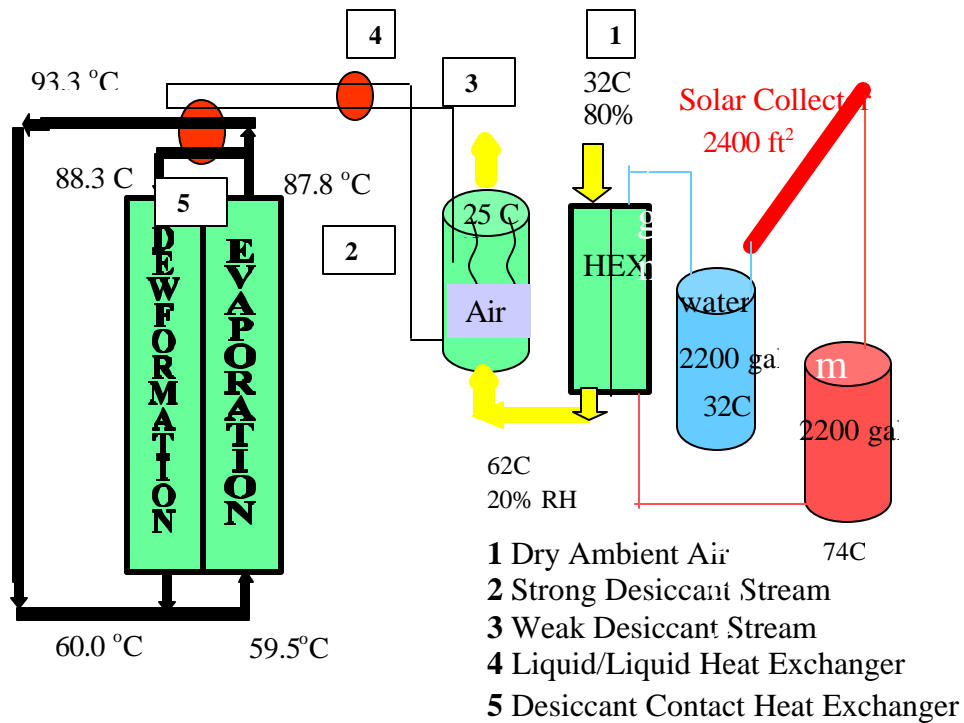 4
1
93.3 °C
3
32C
80%
Solar Collector
2400 ft²
88.3 C
87.8 °C
5
25 C
2
HEX
DEWFORMATION
EVAPORATION
Air
water
2200 gal
32C
m
2200 gal
62C
20% RH
74C
1 Dry Ambient Air
2 Strong Desiccant Stream
3 Weak Desiccant Stream
4 Liquid/Liquid Heat Exchanger
5 Desiccant Contact Heat Exchanger
60.0 °C
59.5°C